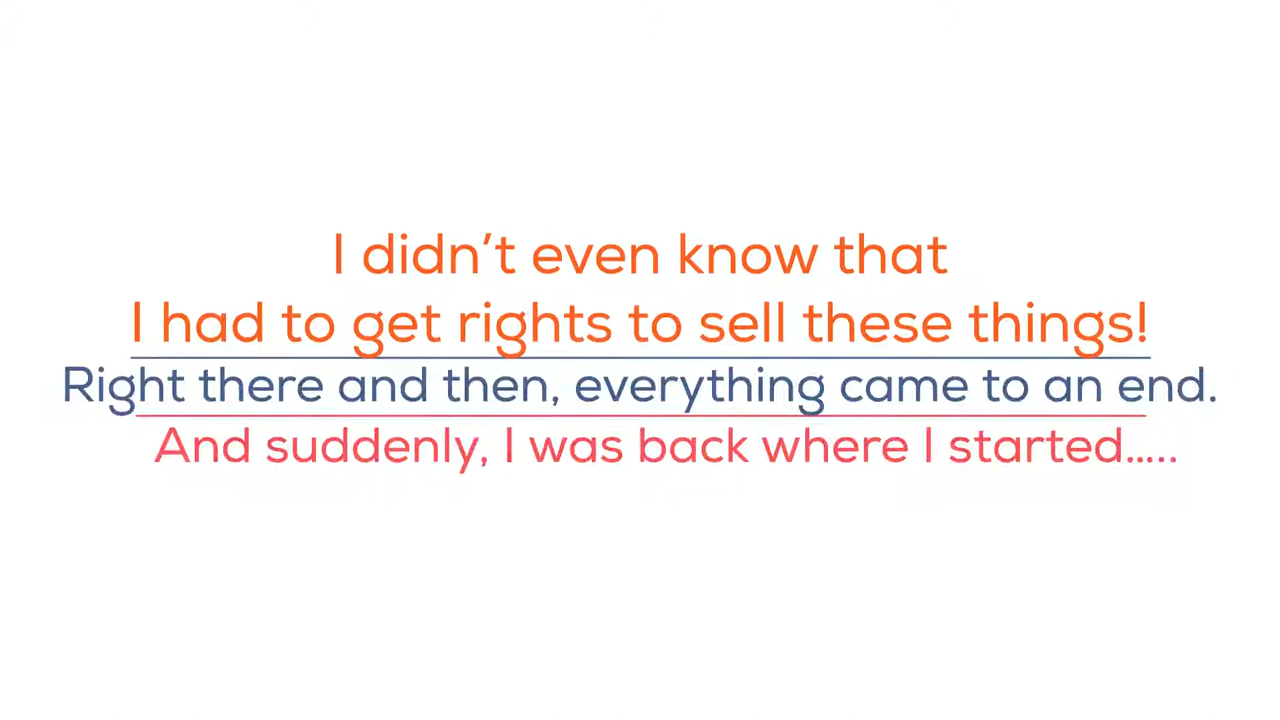 I didn’t even know that
I had to get rights to sell these things!
Right there and then, everything came to an end.
And suddenly, I was back where I started.....